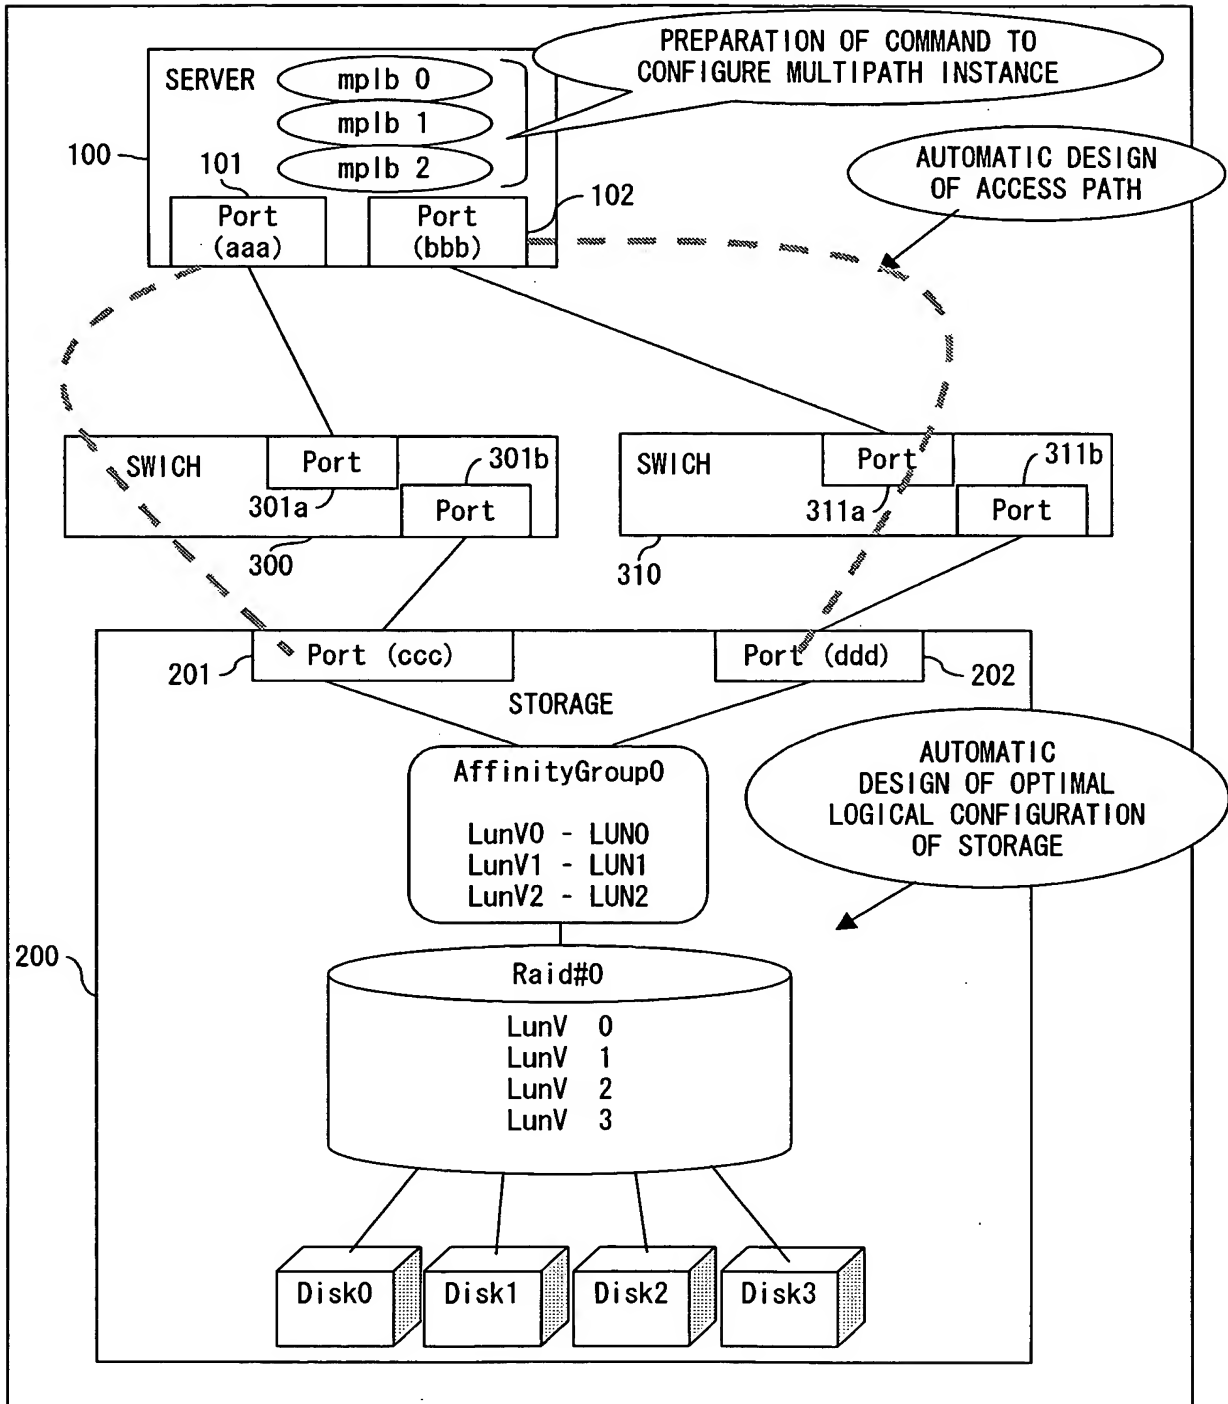 PREPARATION OF COMMAND TO
CONFIGURE MULTIPATH INSTANCE
SERVER
mplb 0
mplb 1
mplb 2
100
101
102
AUTOMATIC DESIGN
OF ACCESS PATH
Port
(aaa)
Port
(bbb)
SWICH
Port
301a
301b
Port
300
SWICH
Port
311a
311b
Port
310
201
Port (ccc)
Port (ddd)
202
STORAGE
AffinityGroup0
LunV0 - LUN0
LunV1 - LUN1
LunV2 - LUN2
AUTOMATIC
DESIGN OF OPTIMAL
LOGICAL CONFIGURATION
OF STORAGE
200
Raid#0
LunV 0
LunV 1
LunV 2
LunV 3
Disk0
Disk1
Disk2
Disk3